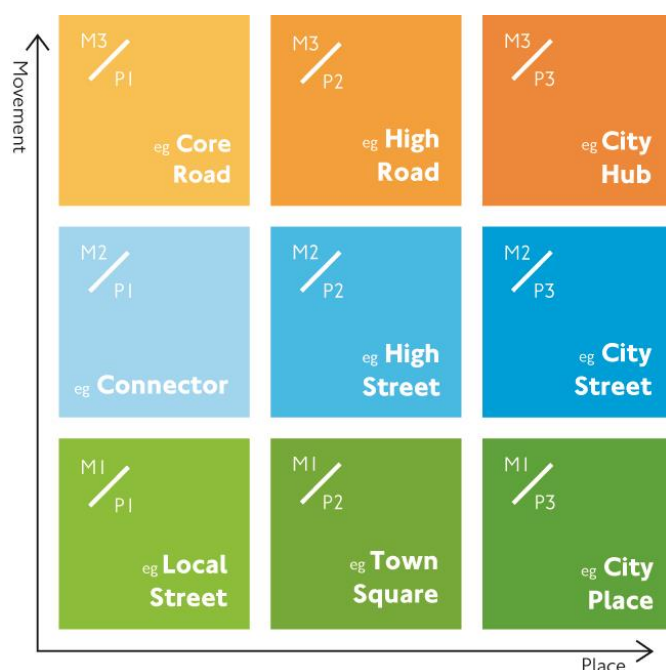 Movement
M3
P1
eg Core
Road
M3
P2
eg High
Road
M3
P3
eg City
Hub
M2
P1
eg Connector
M2
P2
eg High
Street
M2
P3
eg City
Street
M1
P1
eg Local
Street
M1
P2
eg Town
Square
M1
P3
eg City
Place
Place